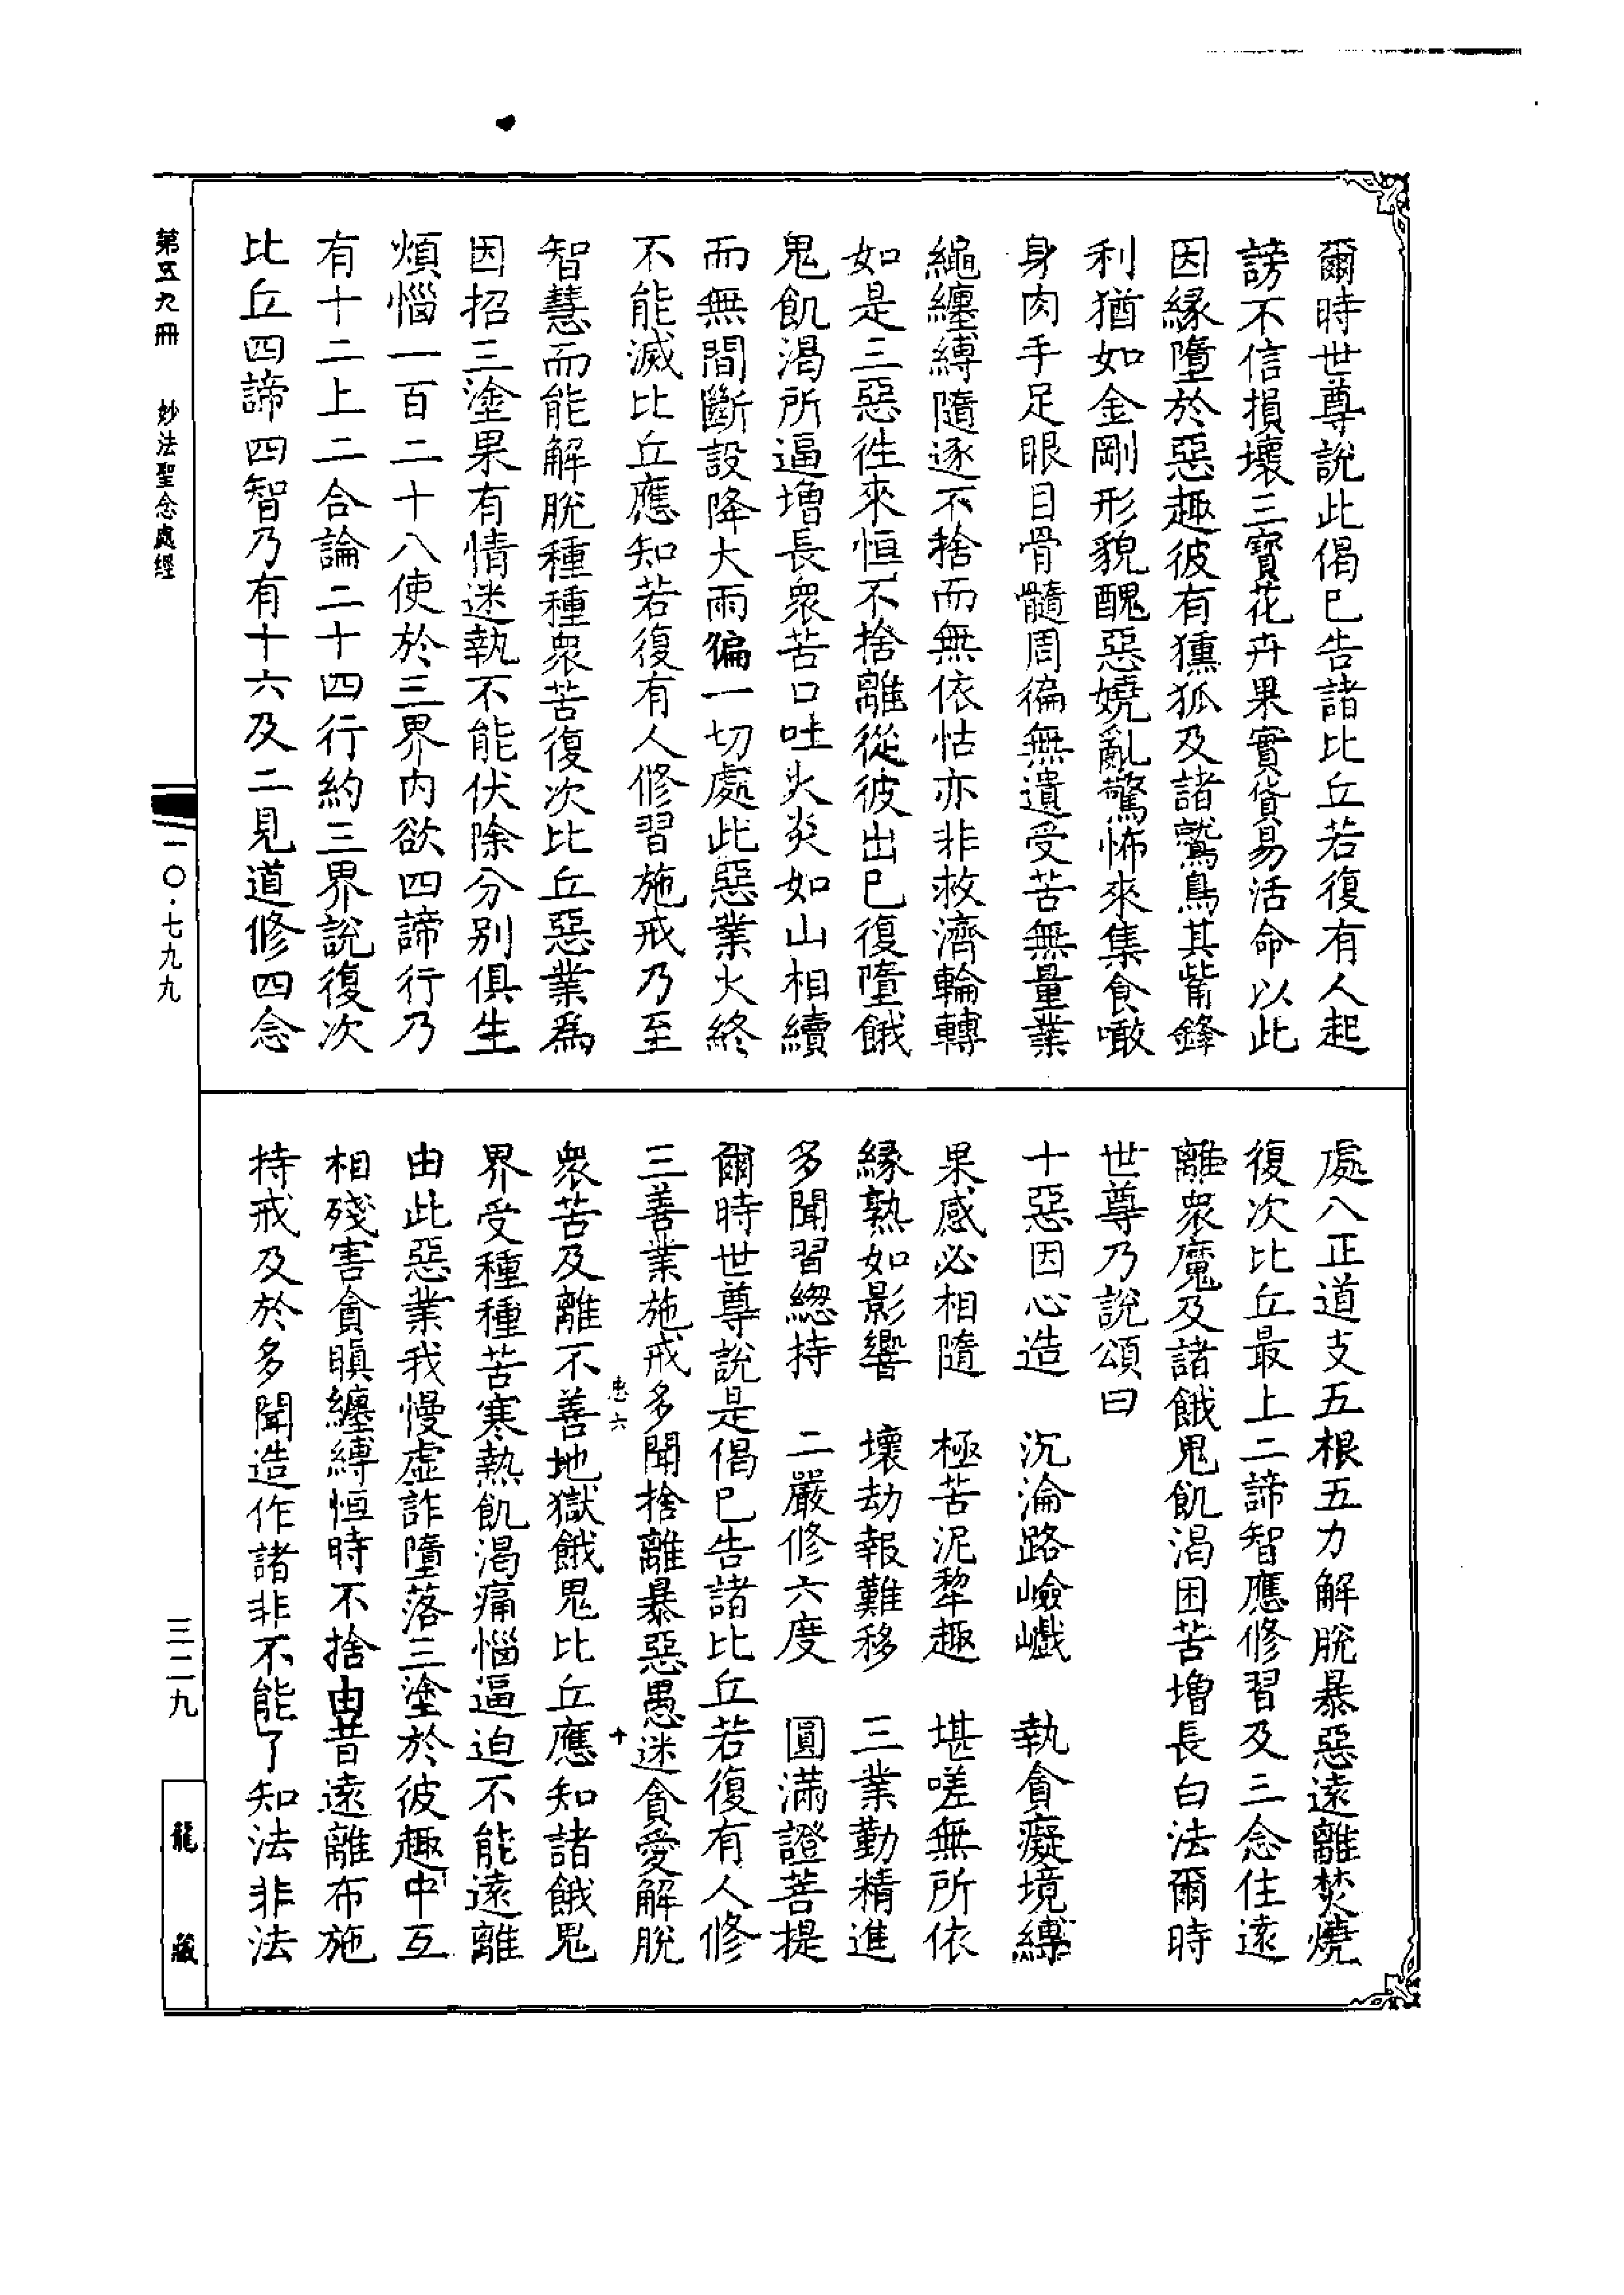 爾時世尊說此偈已告諸比丘若復有人起
謗不信損壞三寶花卉果實貨易活命以此
因緣墮於惡趣彼有獯狐及諸鷲鳥其觜鋒
利猶如金剛形貌醜惡嬈亂驚怖來集食噉
身肉手足眼目骨髓周徧無遺受苦無量業
繩纏縛隨逐不捨而無依怙亦非救濟輪轉
如是三惡徃來恒不捨離從彼出已復墮餓
鬼飢渴所逼增長衆苦口吐火炎如山相續
而無間斷設降大雨徧一切處此惡業火終
不能滅比丘應知若復有人修習施戒乃至
智慧而能解脫種種衆苦復次比丘惡業爲
因招三塗果有情迷執不能伏除分別俱生
煩惱一百二十八使於三界內欲四諦行乃
有十二上二合論二十四行約三界說復次
比丘四諦四智乃有十六及二見道修四念
處八正道支五根五力解脫暴惡遠離焚燒
復次比丘最上二諦智應修習及三念住遠
離衆魔及諸餓鬼飢渴困苦增長白法爾時
世尊乃說頌曰
十惡因心造 沉淪路嶮巇 執貪癡境縛
果感必相隨 極苦泥犂趣 堪嗟無所依
緣熟如影響 壞劫報難移 三業勤精進
多聞習緫持 二嚴修六度 圓滿證菩提
爾時世尊說是偈已告諸比丘若復有人修
三善業施戒多聞捨離暴惡愚迷貪愛解脫
衆苦及離不善地獄餓鬼比丘應知諸餓鬼
界受種種苦寒熱飢渴痛惱逼迫不能遠離
由此惡業我慢虛詐墮落三塗於彼趣中互
相殘害貪瞋纏縛恒時不捨由昔遠離布施
持戒及於多聞造作諸非不能了知法非法
第五九冊 妙法聖念處經
一〇·七九九
三二九
龍藏